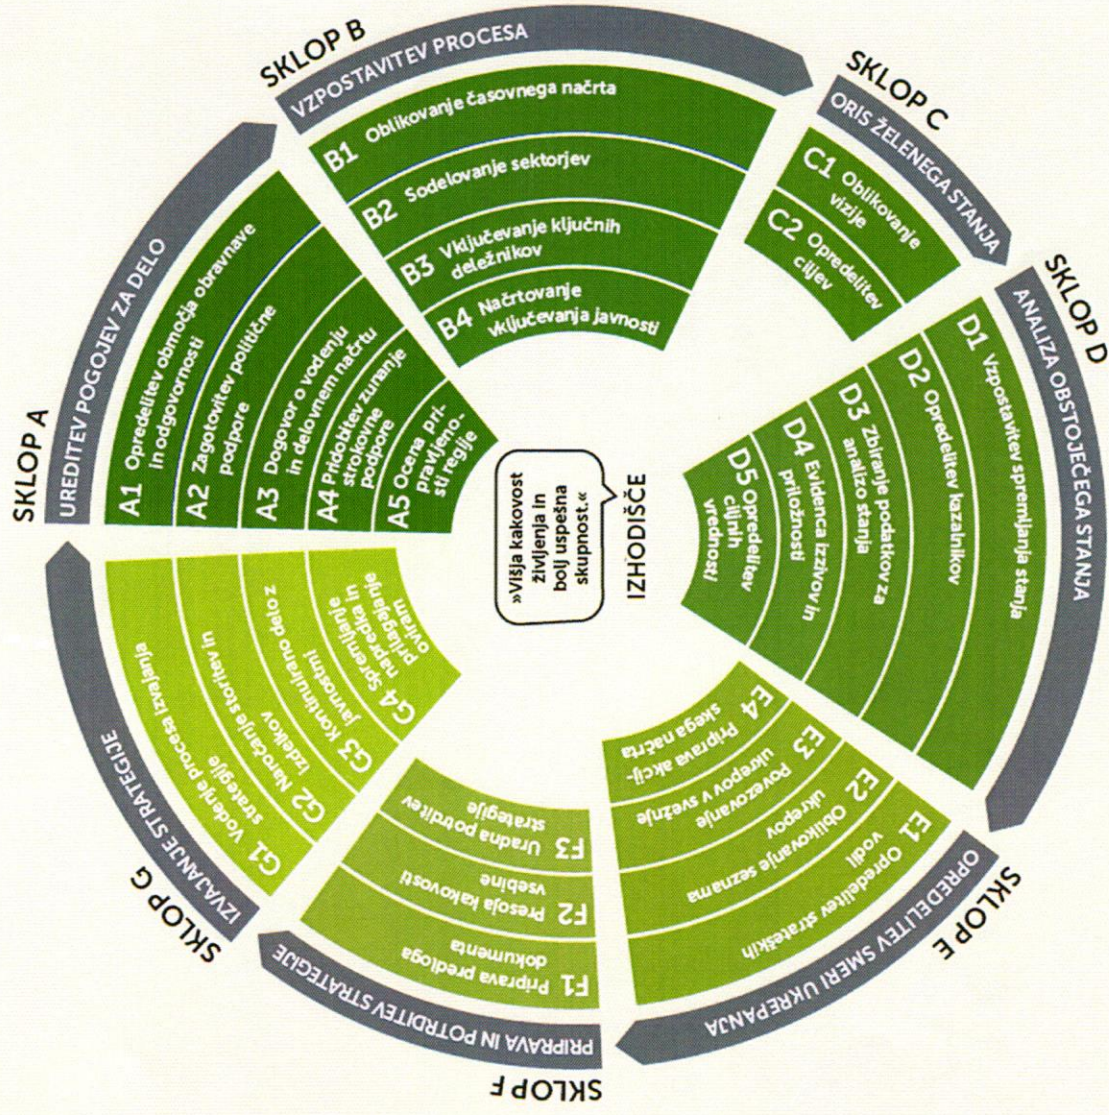 SKLOP A
UREDITEV POGOJEV ZA DELO
A1 Opredelitev območja obravnave
in odgovornosti
A2 Zagotovitev politične
podpore
A3 Dogovor o vodenju
in delovnem načrtu
A4 Pridobitev zunanje
strokovne
podpore
A5 Ocena pri-
pravljeno-
sti regije
SKLOP B
VZPOSTAVITEV PROCESA
B1 Oblikovanje časovnega načrta
B2 Sodelovanje sektorjev
B3 Vključevanje ključnih
deležnikov
B4 Načrtovanje
vključevanja javnosti
SKLOP C
ORIS ŽELENEGA STANJA
C1 Oblikovanje
vizije
C2 Opredelitev
ciljev
SKLOP D
ANALIZA OBSTOJEČEGA STANJA
D1 Vzpostavitev spremljanja stanja
D2 Opredelitev kazalnikov
D3 Zbiranje podatkov za
analizo stanja
D4 Evidenca izzivov in
priložnosti
D5 Opredelitev
ciljnih
vrednosti
SKLOP E
OPREDELITEV SMERI UKREPANJA
E1 Opredelitev strateških
vodil
E2 Oblikovanje seznama
ukrepov
E3 Povezovanje
ukrepov v svežnje
E4 Priprava akcij-
skega načrta
SKLOP F
PRIPRAVA IN POTRDITEV STRATEGIJE
F1 Priprava predloga
dokumenta
F2 Presoja kakovosti
vsebine
F3 Uradna potrditev
strategije
SKLOP G
IZVAJANJE STRATEGIJE
G1 Vodenje procesa izvajanja
strategije
G2 Naročanje storitev in
izdelkov
G3 Kontinuirano delo z
javnostmi
G4 Spremljanje
napredka in
prilagajanje
oviram
»Višja kakovost
življenja in
bolj uspešna
skupnost.«
IZHODIŠČE